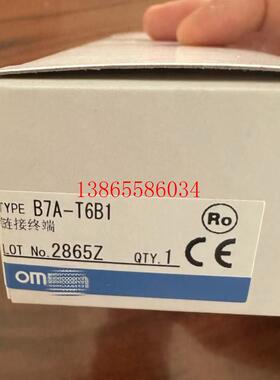 13865586034
TYPE B7A-T6B1
链接终端
Ro
LOT No.2865Z QTY.1 CE
om